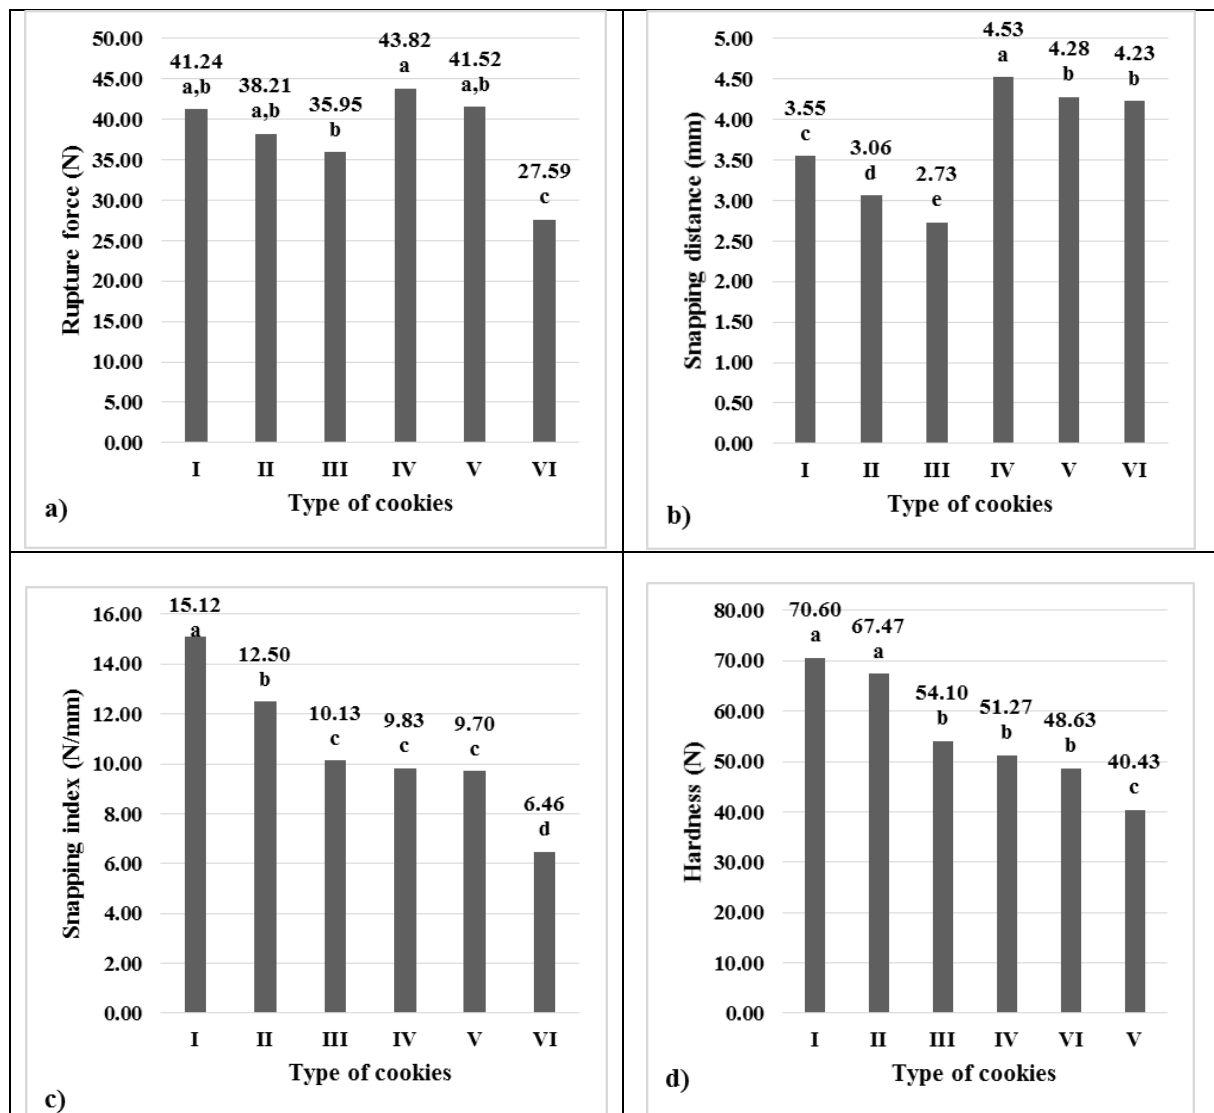 50.00
45.00
40.00
35.00
30.00
25.00
20.00
15.00
10.00
5.00
0.00
Rupture force (N)
41.24
a,b
38.21
a,b
35.95
b
43.82
a
41.52
a,b
27.59
c
I II III IV V VI
Type of cookies
a)
5.00
4.50
4.00
3.50
3.00
2.50
2.00
1.50
1.00
0.50
0.00
Snapping distance (mm)
3.55
c
3.06
d
2.73
e
4.53
a
4.28
b
4.23
b
I II III IV V VI
Type of cookies
b)
16.00
14.00
12.00
10.00
8.00
6.00
4.00
2.00
0.00
Snapping index (N/mm)
15.12
a
12.50
b
10.13
c
9.83
c
9.70
c
6.46
d
I II III IV V VI
Type of cookies
c)
80.00
70.00
60.00
50.00
40.00
30.00
20.00
10.00
0.00
Hardness (N)
70.60
a
67.47
a
54.10
b
51.27
b
48.63
b
40.43
c
I II III IV VI V
Type of cookies
d)